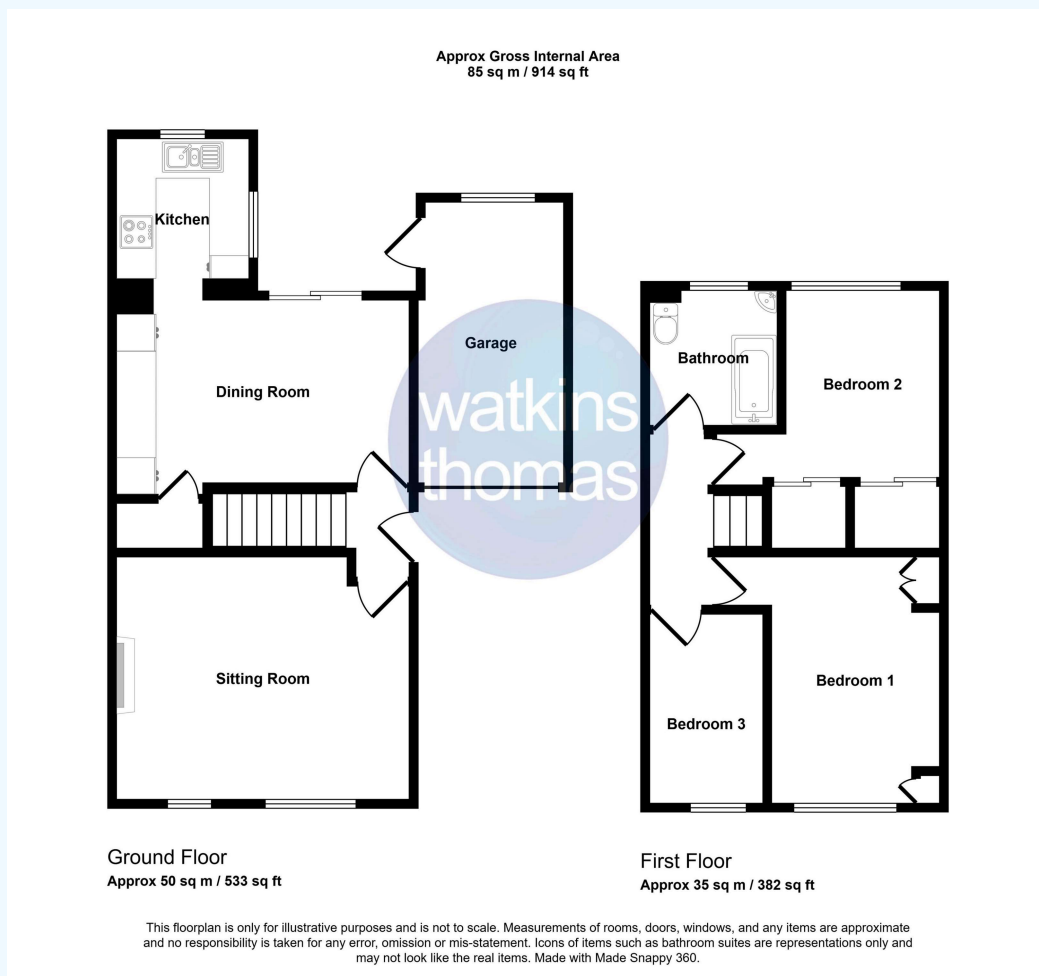 Approx Gross Internal Area
85 sq m / 914 sq ft
Kitchen
Garage
Dining Room
Bathroom
Bedroom 2
watkins
thomas
Sitting Room
Bedroom 1
Bedroom 3
Ground Floor
Approx 50 sq m / 533 sq ft
First Floor
Approx 35 sq m / 382 sq ft
This floorplan is only for illustrative purposes and is not to scale. Measurements of rooms, doors, windows, and any items are approximate
and no responsibility is taken for any error, omission or mis-statement. Icons of items such as bathroom suites are representations only and
may not look like the real items. Made with Made Snappy 360.